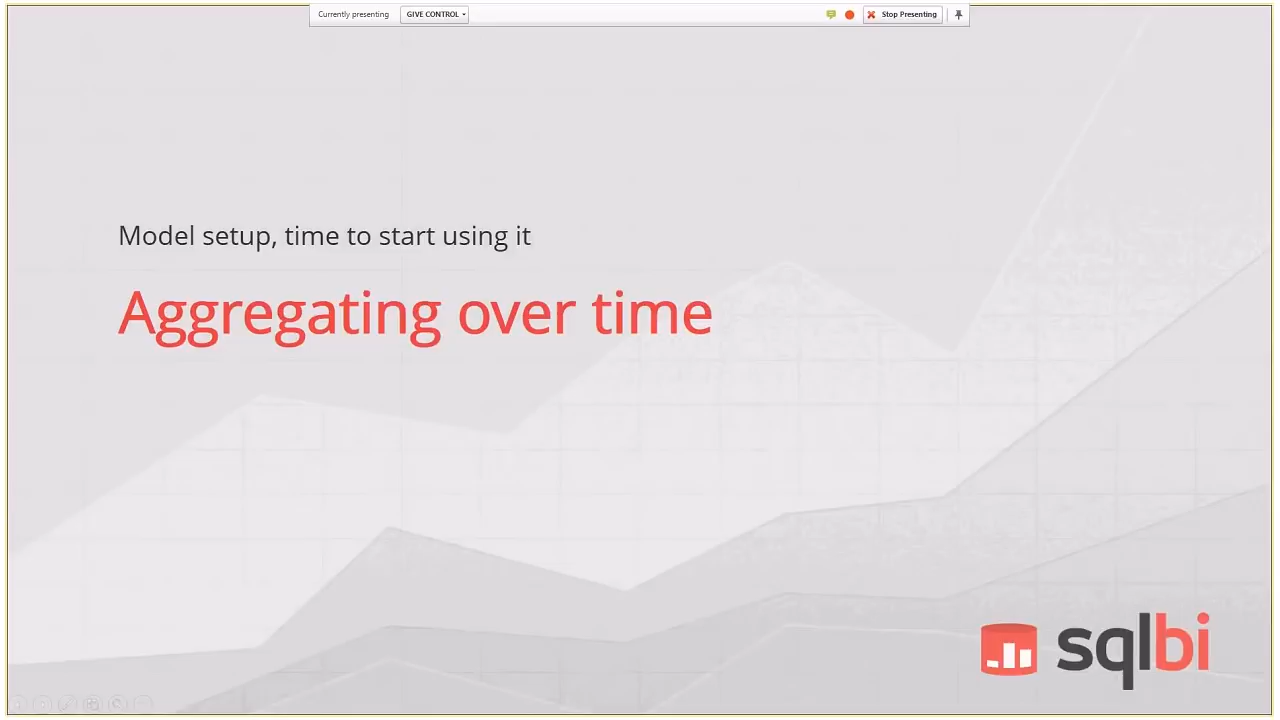 Currently presenting
GIVE CONTROL
Stop Presenting
Model setup, time to start using it
Aggregating over time
sqlbi